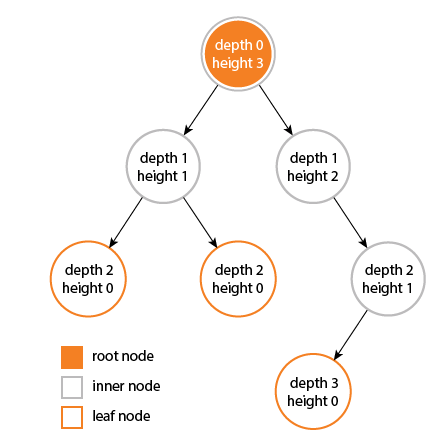 depth 0
height 3
depth 1
height 1
depth 1
height 2
depth 2
height 0
depth 2
height 0
depth 2
height 1
depth 3
height 0
root node
inner node
leaf node